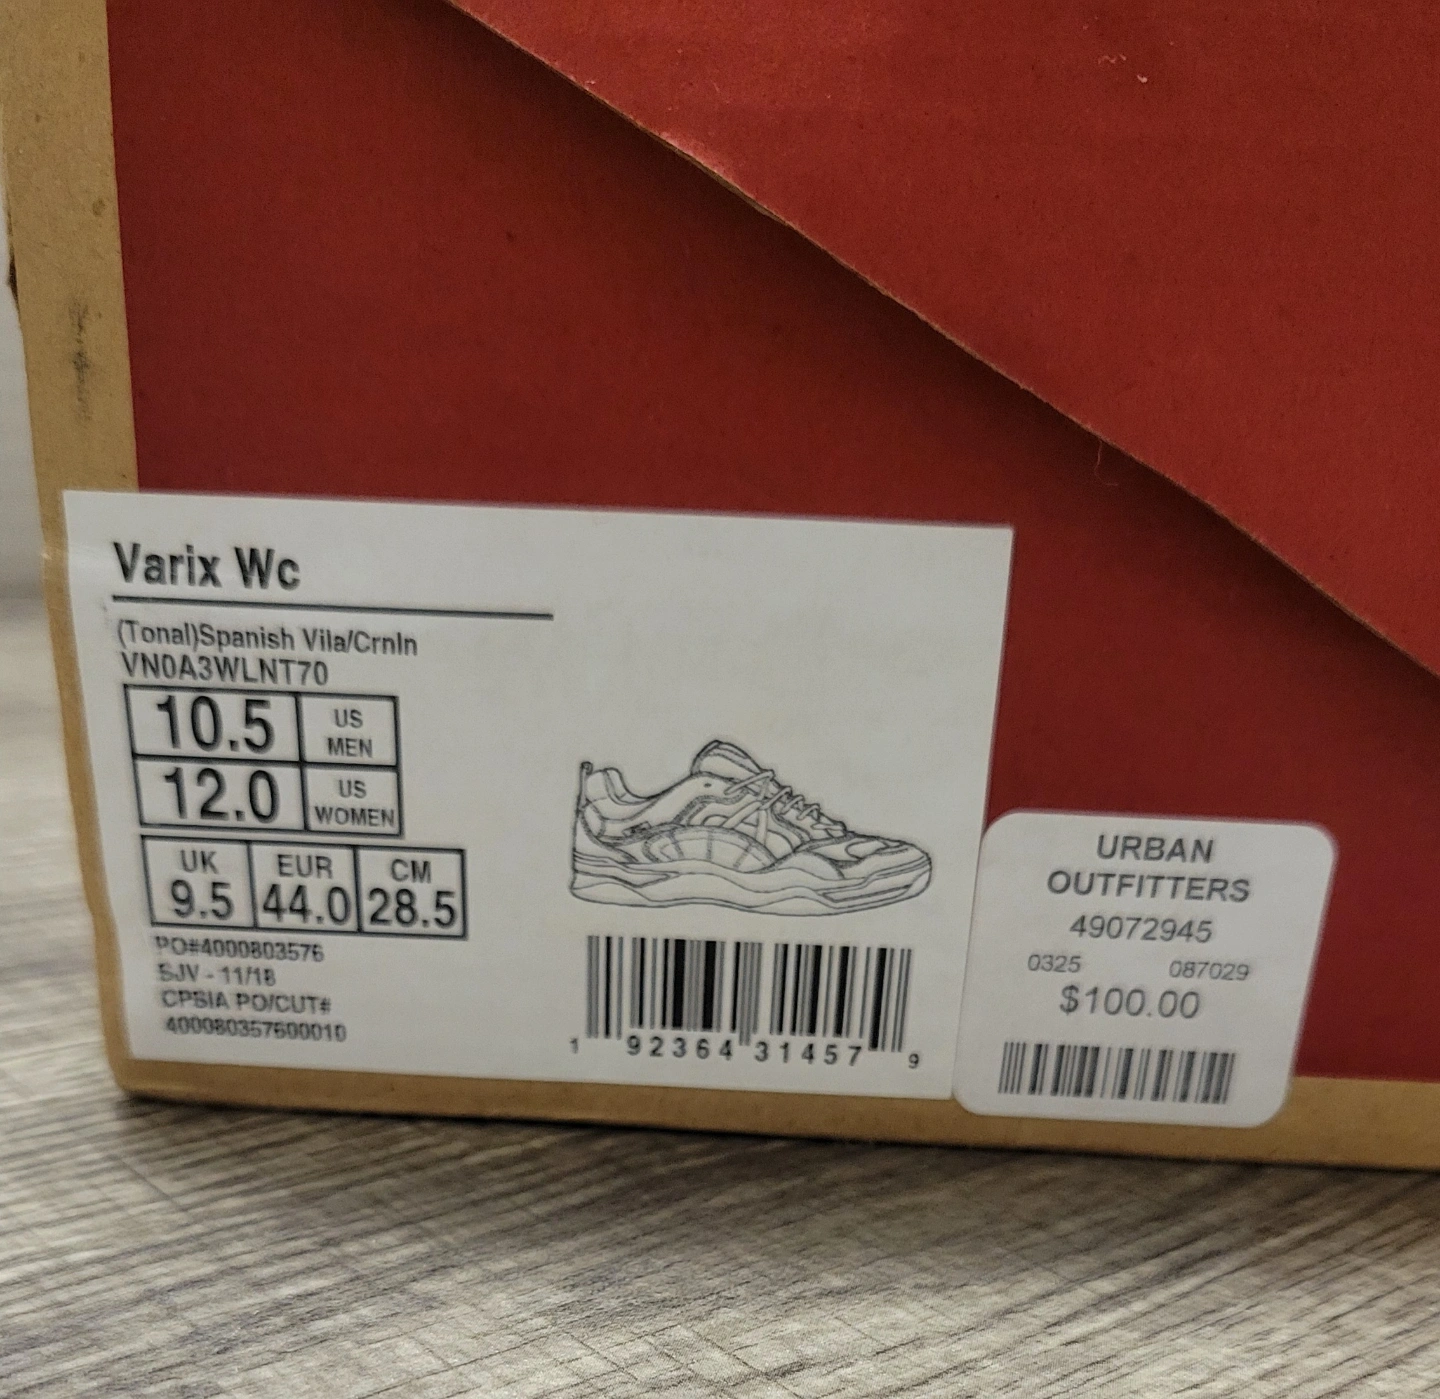 Varix Wc
(Tonal)Spanish Vila/Crnln
VN0A3WLNT70
10.5 US MEN
12.0 US WOMEN
UK EUR CM
9.5 44.0 28.5
PO#4000803576
SJV - 11/18
CPSIA PO/CUT#
400080357600010
1 92364 31457 9
URBAN
OUTFITTERS
49072945
0325 087029
$100.00